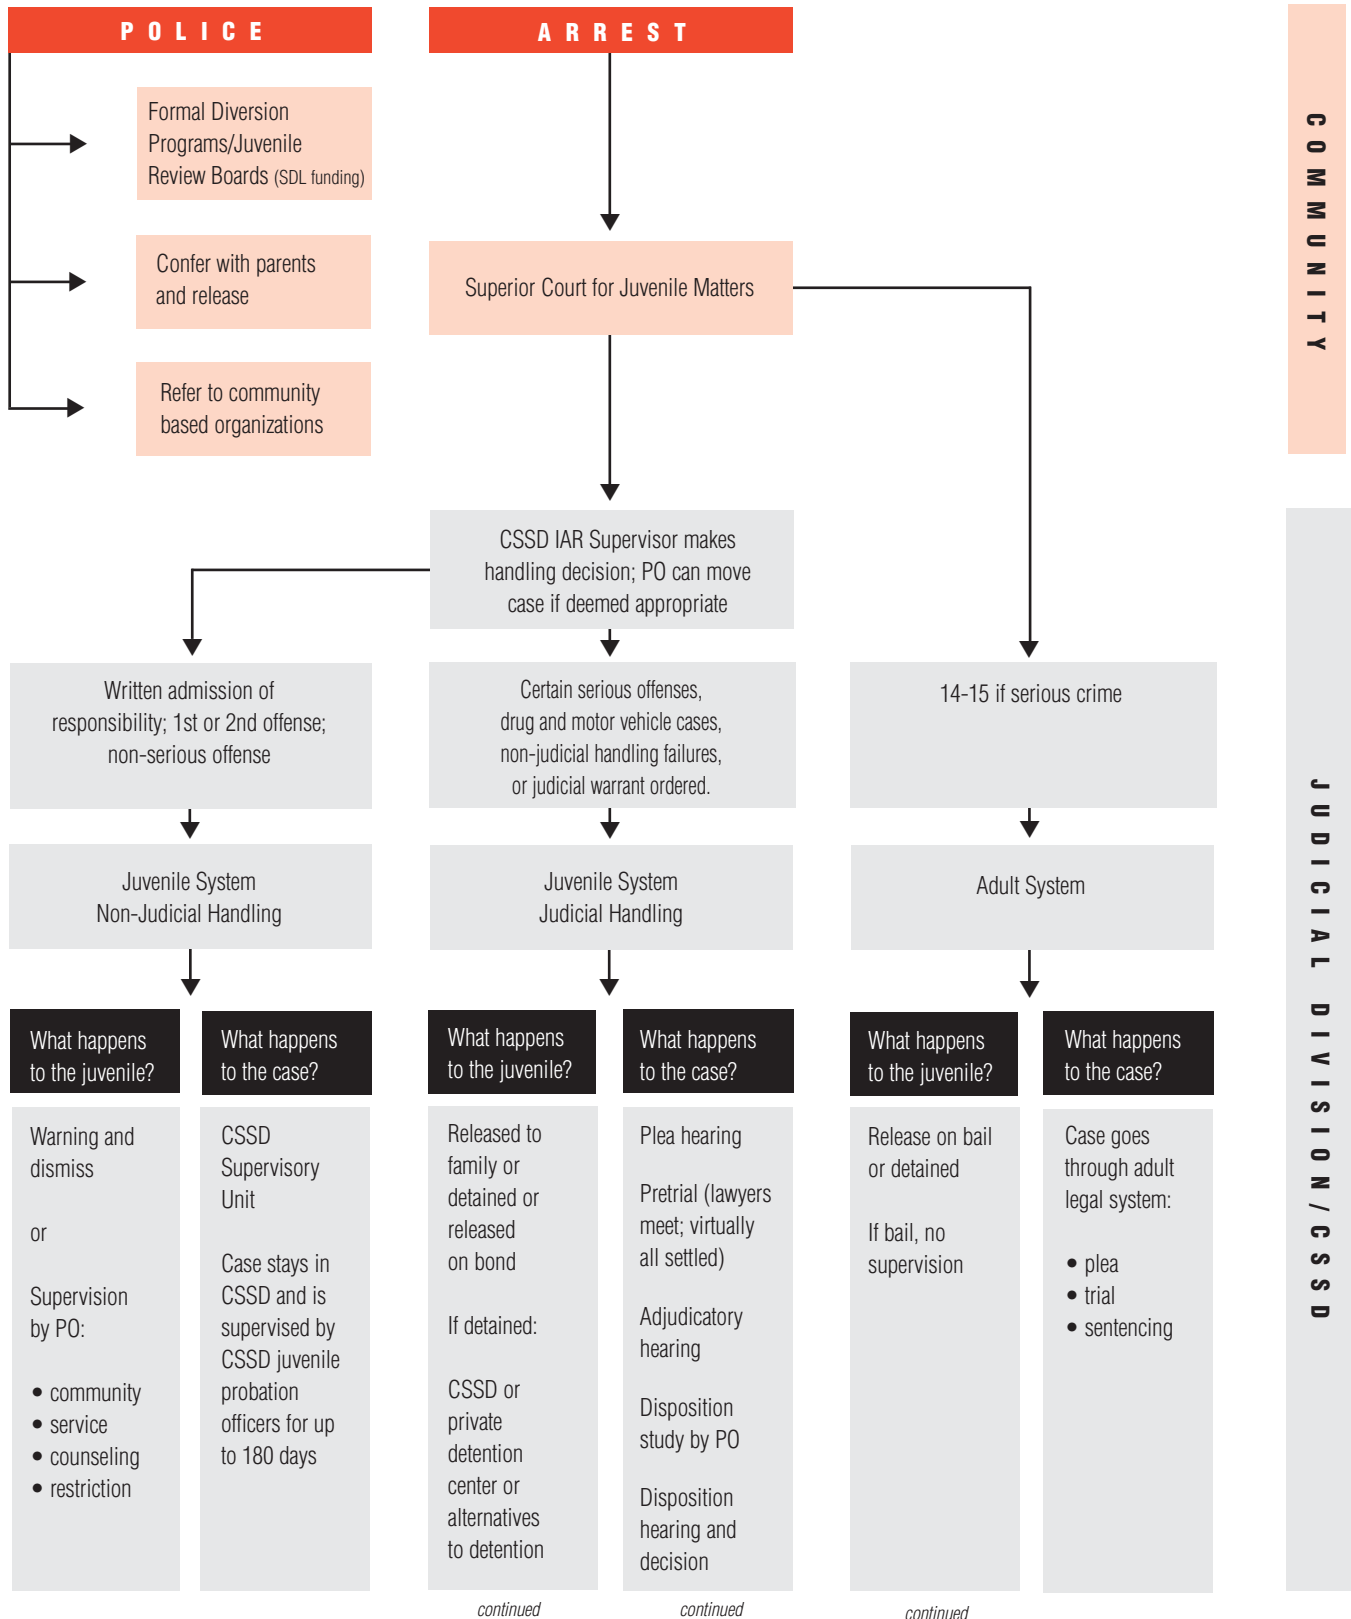 POLICE
ARREST
COMMUNITY
Formal Diversion
Programs/Juvenile
Review Boards (SDL funding)
Confer with parents
and release
Superior Court for Juvenile Matters
Refer to community
based organizations
CSSD IAR Supervisor makes
handling decision; PO can move
case if deemed appropriate
Written admission of
responsibility; 1st or 2nd offense;
non-serious offense
Certain serious offenses,
drug and motor vehicle cases,
non-judicial handling failures,
or judicial warrant ordered.
14-15 if serious crime
JUDICIAL DIVISION/CSSD
Juvenile System
Non-Judicial Handling
Juvenile System
Judicial Handling
Adult System
What happens
to the juvenile?
What happens
to the case?
What happens
to the juvenile?
What happens
to the case?
What happens
to the juvenile?
What happens
to the case?
Warning and
dismiss
or
Supervision
by PO:
• community
• service
• counseling
• restriction
CSSD
Supervisory
Unit
Case stays in
CSSD and is
supervised by
CSSD juvenile
probation
officers for up
to 180 days
Released to
family or
detained or
released
on bond
If detained:
CSSD or
private
detention
center or
alternatives
to detention
Plea hearing
Pretrial (lawyers
meet; virtually
all settled)
Adjudicatory
hearing
Disposition
study by PO
Disposition
hearing and
decision
Release on bail
or detained
If bail, no
supervision
Case goes
through adult
legal system:
• plea
• trial
• sentencing
continued
continued
continued